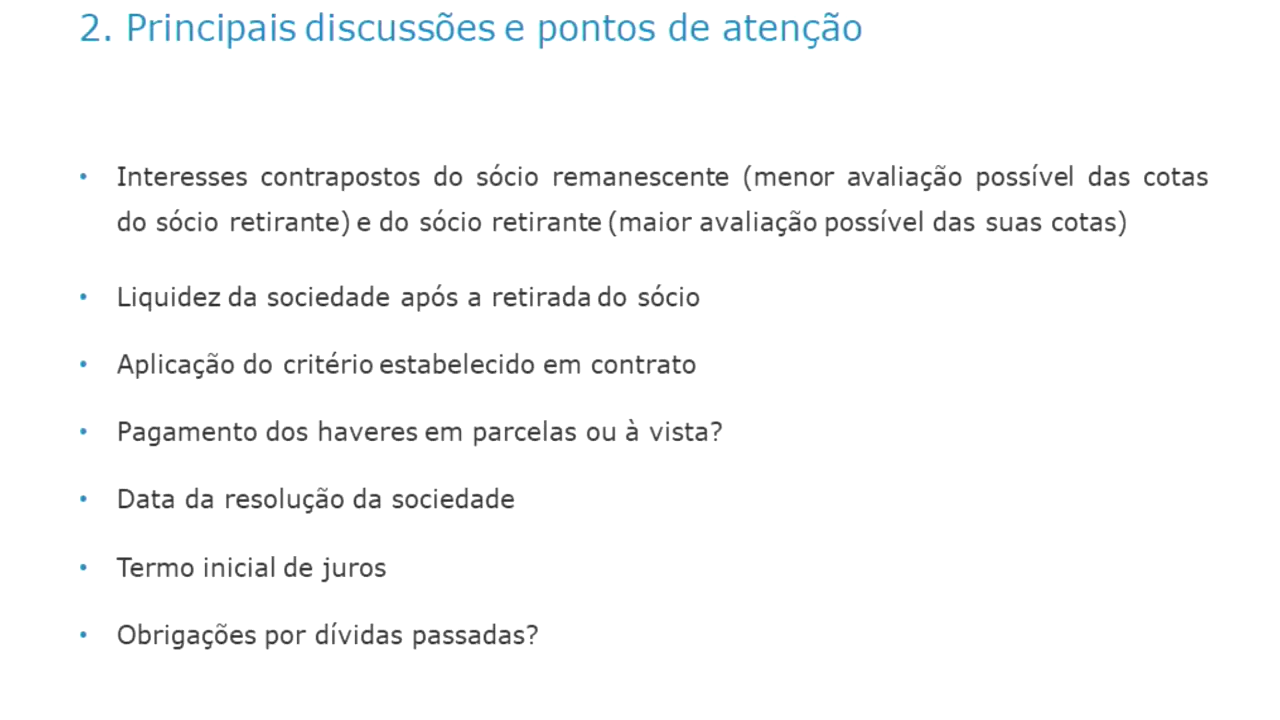 2. Principais discussões e pontos de atenção
• Interesses contrapostos do sócio remanescente (menor avaliação possível das cotas
do sócio retirante) e do sócio retirante (maior avaliação possível das suas cotas)
• Liquidez da sociedade após a retirada do sócio
• Aplicação do critério estabelecido em contrato
• Pagamento dos haveres em parcelas ou à vista?
• Data da resolução da sociedade
• Termo inicial de juros
• Obrigações por dívidas passadas?